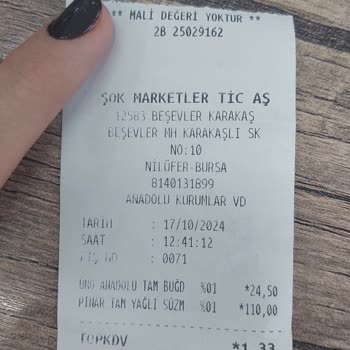 ** MALİ DEĞERİ YOKTUR **
2B 25029162
ŞOK MARKETLER TİC AŞ
12583 BEŞEVLER KARAKAŞ
BEŞEVLER MH KARAKAŞLI SK
NO:10
NİLÜFER-BURSA
8140131899
ANADOLU KURUMLAR VD
TARİH : 17/10/2024
SAAT : 12:41:12
FİŞ NO : 0071
UNO ANADOLU TAM BUĞD %01 *24,50
PINAR TAM YAĞLI SÜZM %01 *110,00
TOPKDV *1,33